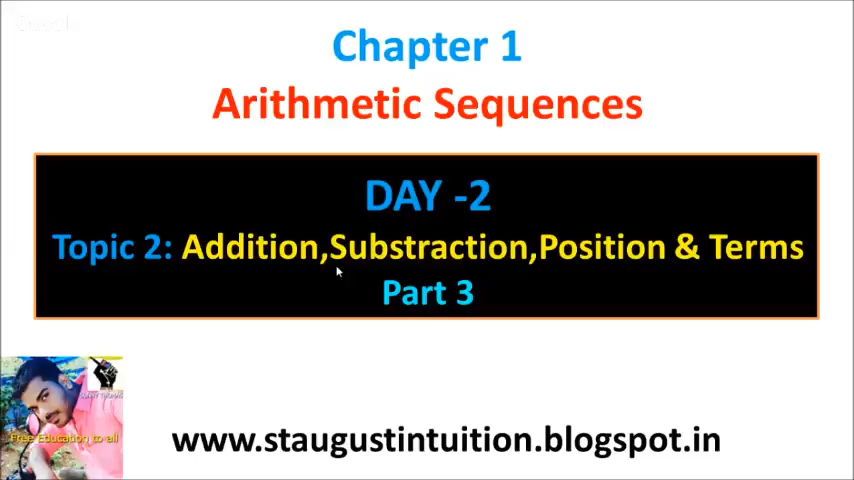 Chapter 1
Arithmetic Sequences
DAY -2
Topic 2: Addition,Substraction,Position & Terms
Part 3
Free Education to all
www.staugustintuition.blogspot.in